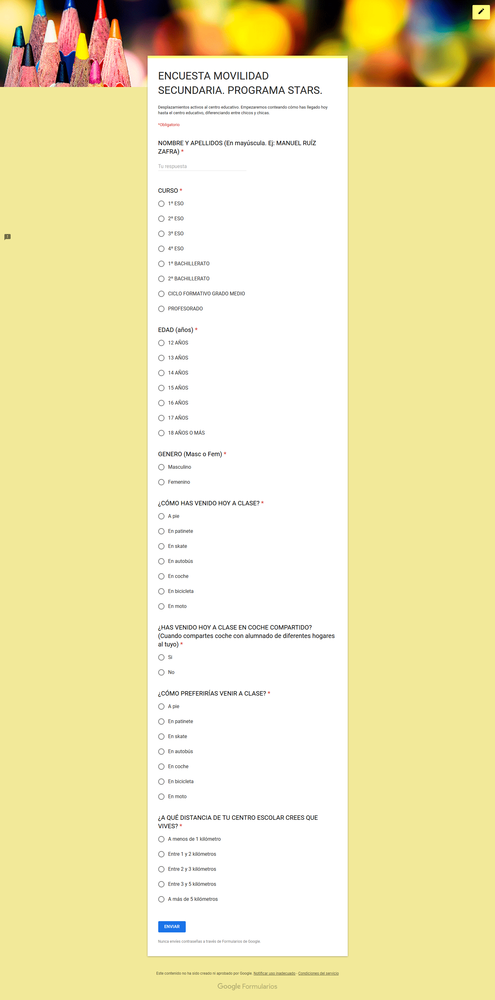 ENCUESTA MOVILIDAD
SECUNDARIA. PROGRAMA STARS.
Desplazamientos activos al centro educativo. Empezaremos conteando cómo has llegado hoy
hasta el centro educativo, diferenciando entre chicos y chicas.
*Obligatorio
NOMBRE Y APELLIDOS (En mayúscula. Ej: MANUEL RUÍZ
ZAFRA) *
Tu respuesta
CURSO *
1º ESO
2º ESO
3º ESO
4º ESO
1º BACHILLERATO
2º BACHILLERATO
CICLO FORMATIVO GRADO MEDIO
PROFESORADO
EDAD (años) *
12 AÑOS
13 AÑOS
14 AÑOS
15 AÑOS
16 AÑOS
17 AÑOS
18 AÑOS O MÁS
GENERO (Masc o Fem) *
Masculino
Femenino
¿CÓMO HAS VENIDO HOY A CLASE? *
A pie
En patinete
En skate
En autobús
En coche
En bicicleta
En moto
¿HAS VENIDO HOY A CLASE EN COCHE COMPARTIDO?
(Cuando compartes coche con alumnado de diferentes hogares
al tuyo) *
Si
No
¿CÓMO PREFERIRÍAS VENIR A CLASE? *
A pie
En patinete
En skate
En autobús
En coche
En bicicleta
En moto
¿A QUÉ DISTANCIA DE TU CENTRO ESCOLAR CREES QUE
VIVES? *
A menos de 1 kilómetro
Entre 1 y 2 kilómetros
Entre 2 y 3 kilómetros
Entre 3 y 5 kilómetros
A más de 5 kilómetros
ENVIAR
Nunca envíes contraseñas a través de Formularios de Google.
Este contenido no ha sido creado ni aprobado por Google. Notificar uso inadecuado - Condiciones del servicio
Google Formularios